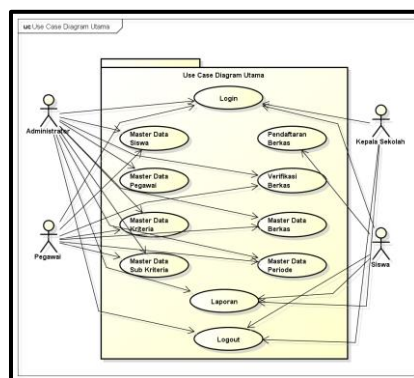 uc Use Case Diagram Utama
Use Case Diagram Utama
Login
Administrator
Kepala Sekolah
Master Data
Siswa
Pendaftaran
Berkas
Master Data
Pegawai
Verifikasi
Berkas
Master Data
Kriteria
Master Data
Berkas
Pegawai
Siswa
Master Data
Sub Kriteria
Master Data
Periode
Laporan
Logout